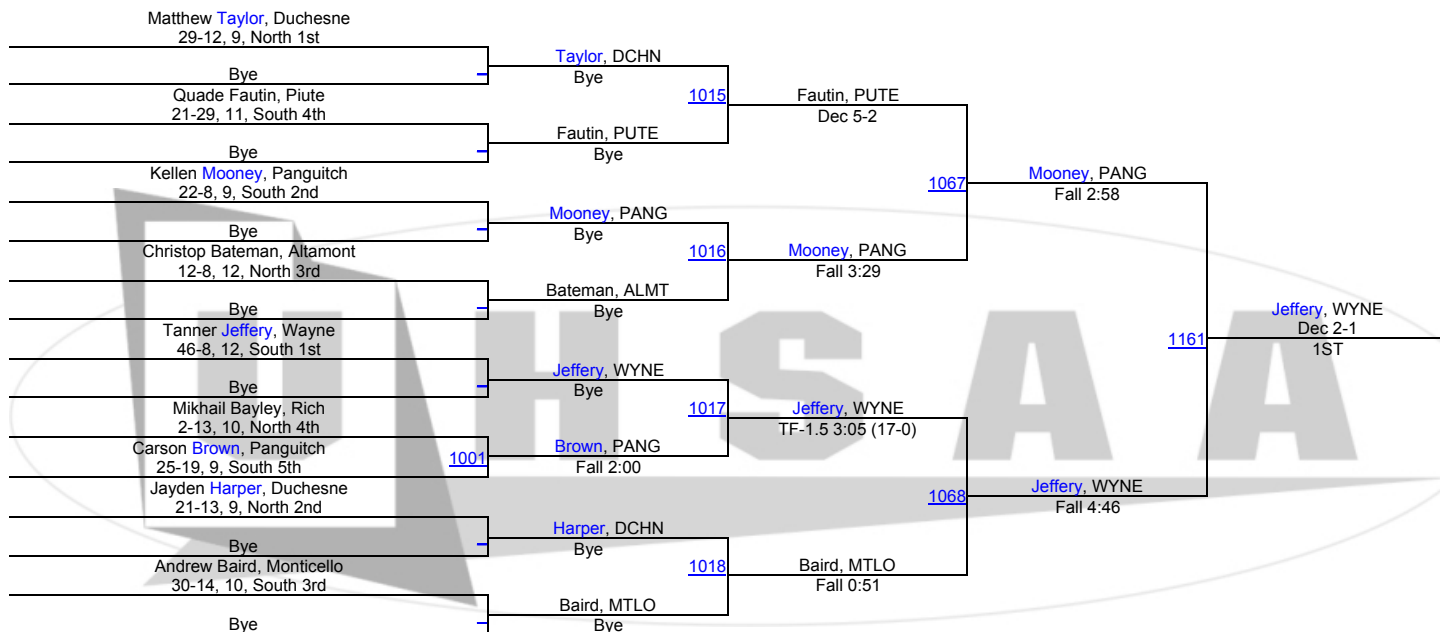 Matthew Taylor, Duchesne
29-12, 9, North 1st
Bye
Quade Fautin, Piute
21-29, 11, South 4th
Bye
Kellen Mooney, Panguitch
22-8, 9, South 2nd
Bye
Christop Bateman, Altamont
12-8, 12, North 3rd
Bye
Tanner Jeffery, Wayne
46-8, 12, South 1st
Bye
Mikhail Bayley, Rich
2-13, 10, North 4th
Carson Brown, Panguitch
25-19, 9, South 5th
1001
Jayden Harper, Duchesne
21-13, 9, North 2nd
Bye
Andrew Baird, Monticello
30-14, 10, South 3rd
Bye
Taylor, DCHN
Bye
1015
Fautin, PUTE
Bye
Mooney, PANG
Bye
1016
Bateman, ALMT
Bye
Jeffery, WYNE
Bye
1017
Brown, PANG
Fall 2:00
Harper, DCHN
Bye
1018
Baird, MTLO
Bye
Fautin, PUTE
Dec 5-2
1067
Mooney, PANG
Fall 3:29
Jeffery, WYNE
TF-1.5 3:05 (17-0)
1068
Baird, MTLO
Fall 0:51
Mooney, PANG
Fall 2:58
1161
Jeffery, WYNE
Fall 4:46
Jeffery, WYNE
Dec 2-1
1ST
UHSAA